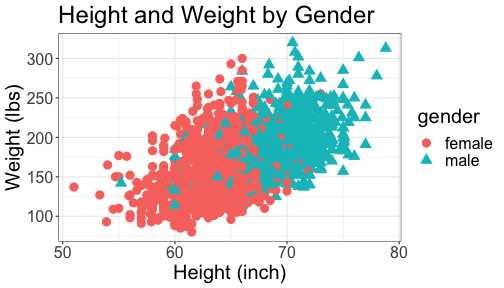 Height and Weight by Gender
Weight (lbs)
300
250
200
150
100
50
60
70
80
Height (inch)
gender
female
male